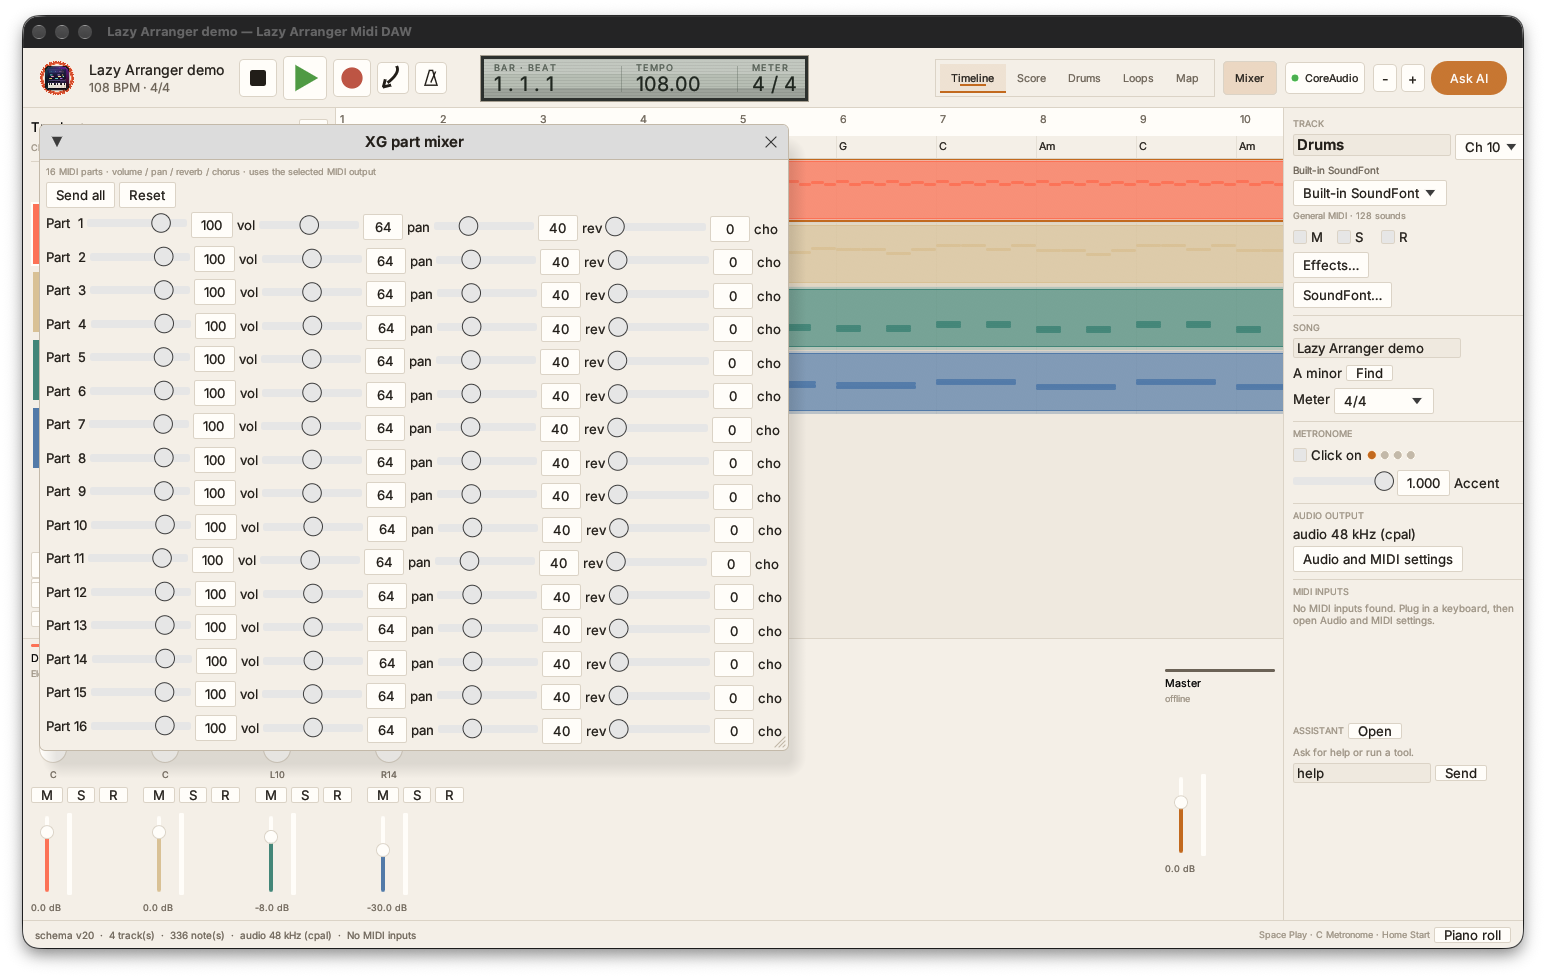 Lazy Arranger demo — Lazy Arranger Midi DAW
Lazy Arranger demo
108 BPM · 4/4
BAR · BEAT
1 . 1 . 1
TEMPO
108.00
METER
4 / 4
Timeline Score Drums Loops Map
Mixer
CoreAudio
- +
Ask AI
1 2 3 4 5 6 7 8 9 10
G C Am C Am
XG part mixer
16 MIDI parts · volume / pan / reverb / chorus · uses the selected MIDI output
Send all Reset
Part 1 100 vol 64 pan 40 rev 0 cho
Part 2 100 vol 64 pan 40 rev 0 cho
Part 3 100 vol 64 pan 40 rev 0 cho
Part 4 100 vol 64 pan 40 rev 0 cho
Part 5 100 vol 64 pan 40 rev 0 cho
Part 6 100 vol 64 pan 40 rev 0 cho
Part 7 100 vol 64 pan 40 rev 0 cho
Part 8 100 vol 64 pan 40 rev 0 cho
Part 9 100 vol 64 pan 40 rev 0 cho
Part 10 100 vol 64 pan 40 rev 0 cho
Part 11 100 vol 64 pan 40 rev 0 cho
Part 12 100 vol 64 pan 40 rev 0 cho
Part 13 100 vol 64 pan 40 rev 0 cho
Part 14 100 vol 64 pan 40 rev 0 cho
Part 15 100 vol 64 pan 40 rev 0 cho
Part 16 100 vol 64 pan 40 rev 0 cho
C C L10 R14
M S R M S R M S R M S R
0.0 dB 0.0 dB -8.0 dB -30.0 dB
Master
offline
0.0 dB
TRACK
Drums Ch 10
Built-in SoundFont
Built-in SoundFont
General MIDI · 128 sounds
M S R
Effects...
SoundFont...
SONG
Lazy Arranger demo
A minor Find
Meter 4/4
METRONOME
Click on
1.000 Accent
AUDIO OUTPUT
audio 48 kHz (cpal)
Audio and MIDI settings
MIDI INPUTS
No MIDI inputs found. Plug in a keyboard, then
open Audio and MIDI settings.
ASSISTANT Open
Ask for help or run a tool.
help Send
schema v20 · 4 track(s) · 336 note(s) · audio 48 kHz (cpal) · No MIDI inputs
Space Play · C Metronome · Home Start Piano roll